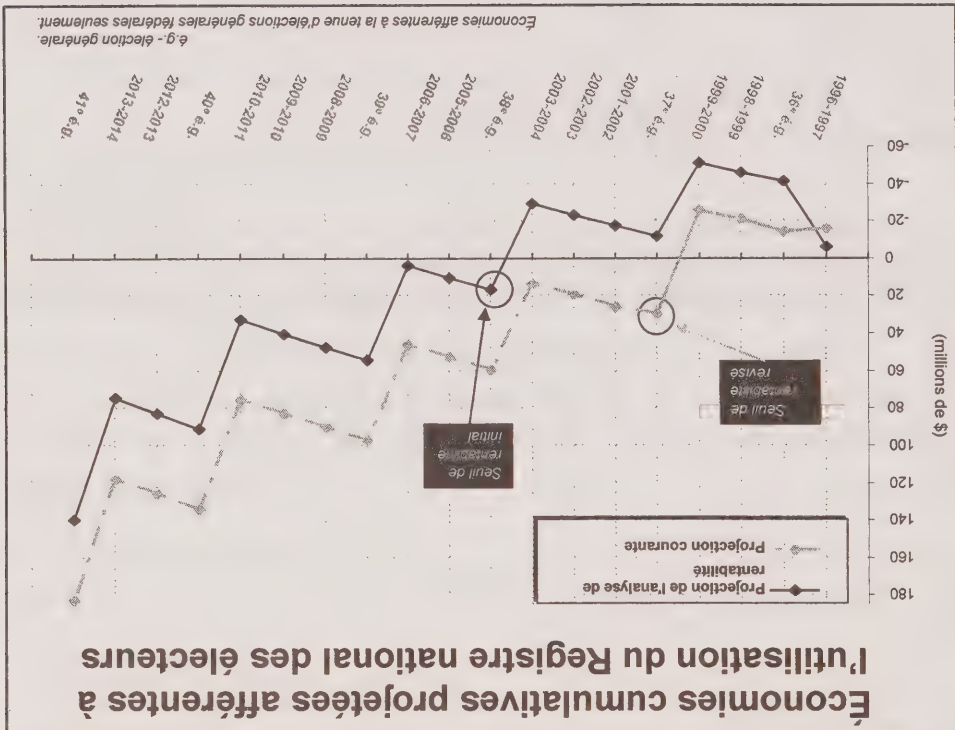 Économies cumulatives projetées afférentes à
l'utilisation du Registre national des électeurs
(millions de $)
180
160
140
120
100
80
60
40
20
0
-20
-40
-60
Projection de l'analyse de
rentabilité
Projection courante
Seuil de
rentabilité
révisé
Seuil de
rentabilité
initial
1996-1997
36e é.g.
1998-1999
1999-2000
37e é.g.
2001-2002
2002-2003
2003-2004
38e é.g.
2005-2006
2006-2007
39e é.g.
2008-2009
2009-2010
2010-2011
40e é.g.
2012-2013
2013-2014
41e é.g.
é.g.- élection générale.
Économies afférentes à la tenue d'élections générales fédérales seulement.